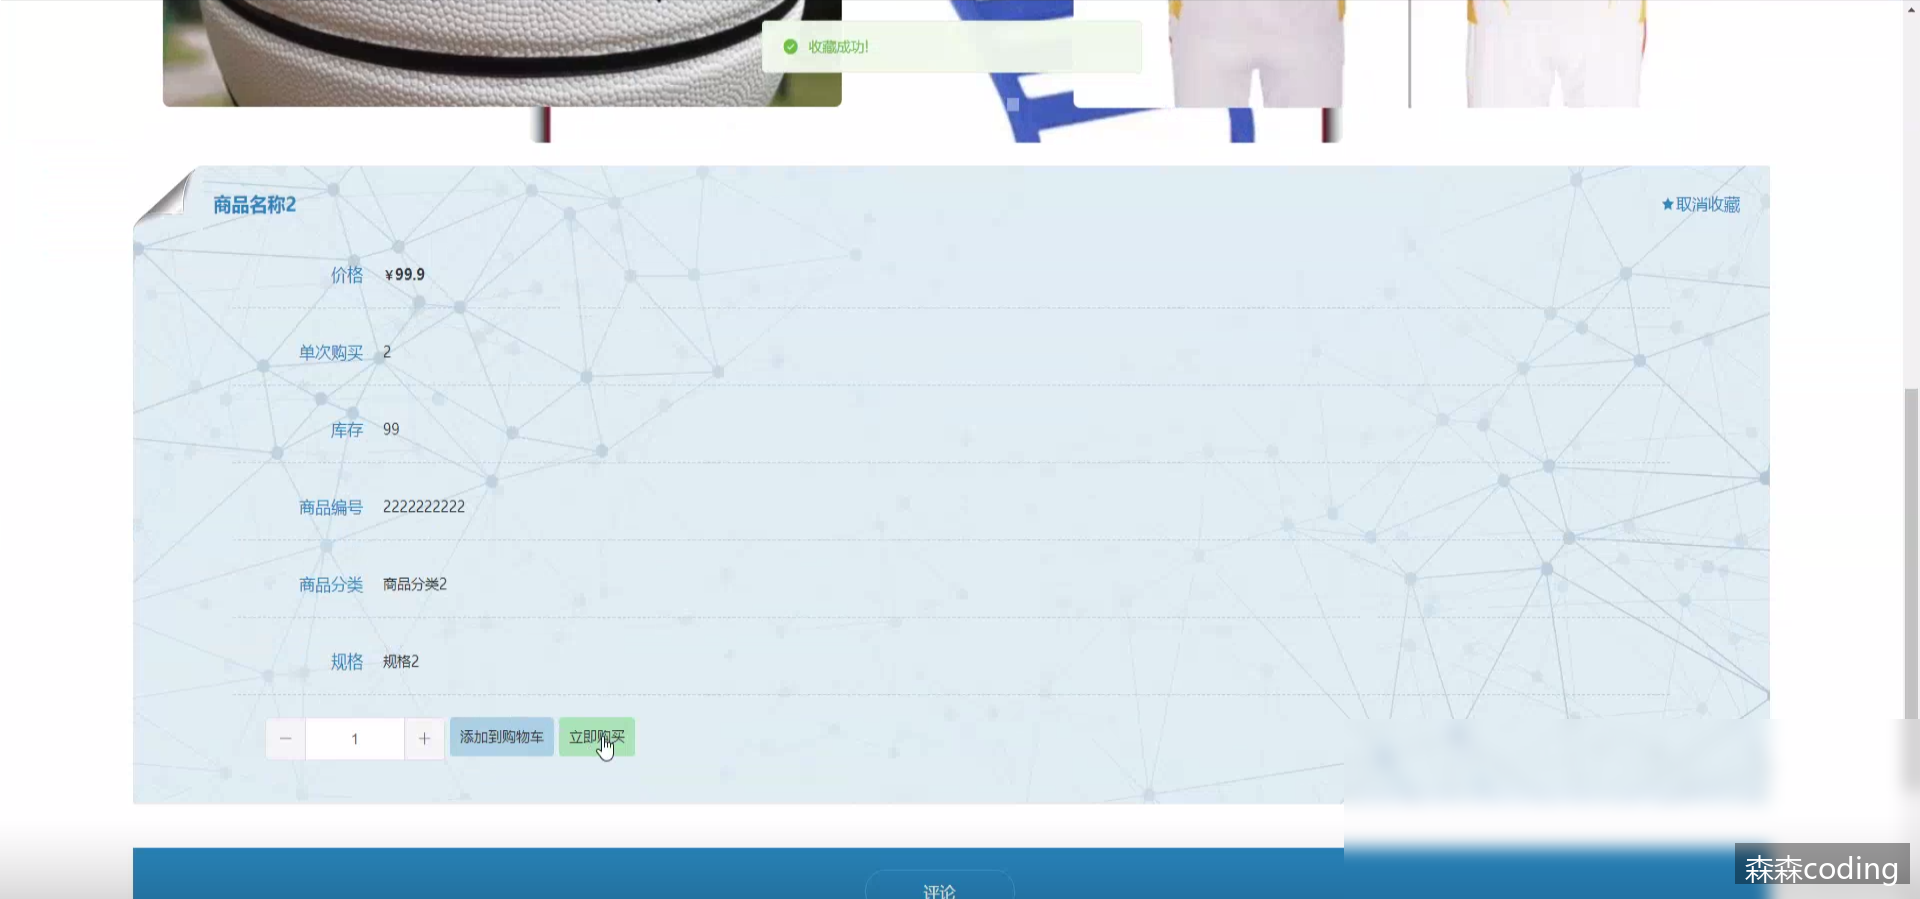 收藏成功!
商品名称2
★取消收藏
价格 ¥99.9
单次购买 2
库存 99
商品编号 2222222222
商品分类 商品分类2
规格 规格2
− 1 + 添加到购物车 立即购买
评论
森森coding